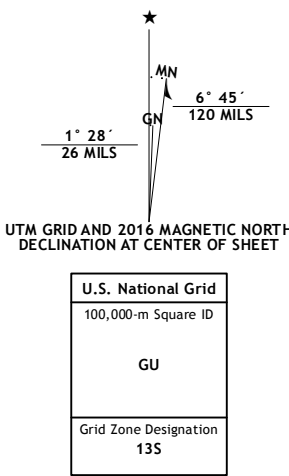 MN
GN
6° 45´
120 MILS
1° 28´
26 MILS
UTM GRID AND 2016 MAGNETIC NORTH
DECLINATION AT CENTER OF SHEET
U.S. National Grid
100,000-m Square ID
GU
Grid Zone Designation
13S